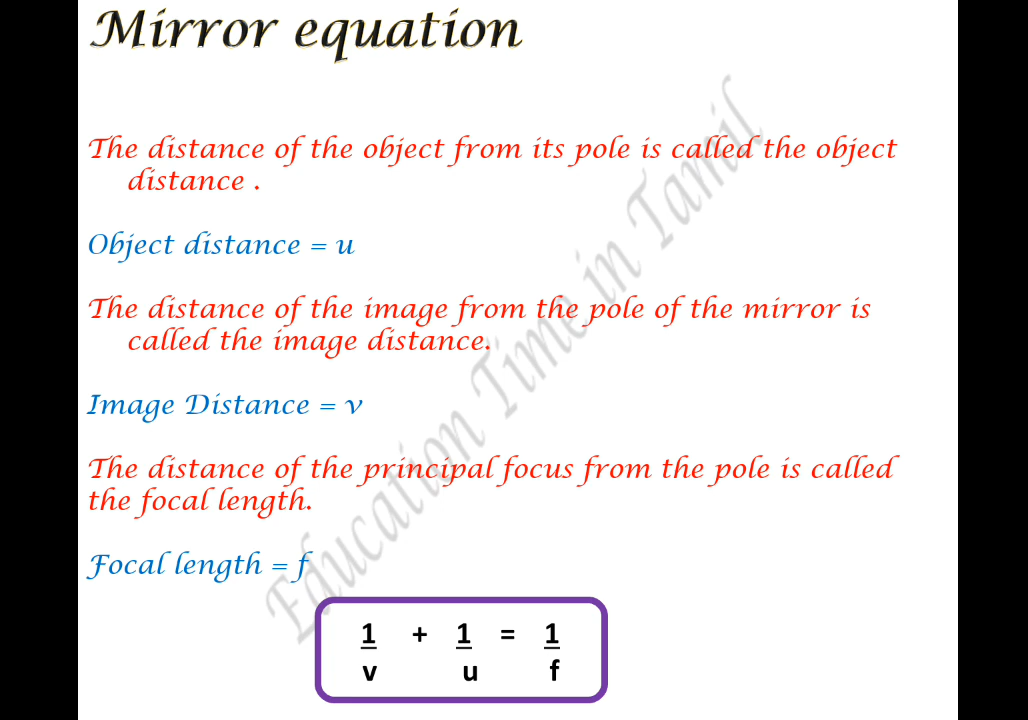 Mirror equation
The distance of the object from its pole is called the object
distance .
Object distance = u
The distance of the image from the pole of the mirror is
called the image distance.
Image Distance = v
The distance of the principal focus from the pole is called
the focal length.
Focal length = f
1 + 1 = 1
v u f
Education Time in Tamil